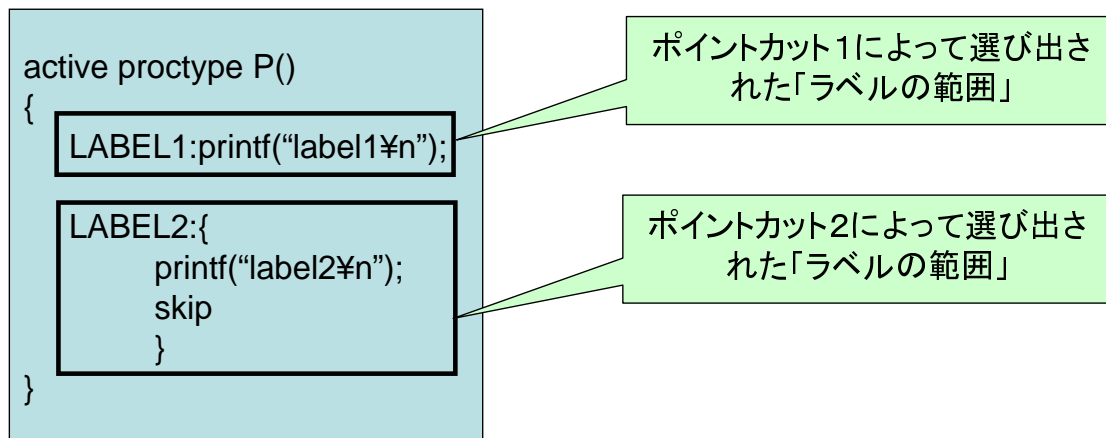 active proctype P()
{
LABEL1:printf(“label1¥n”);
LABEL2:{
printf(“label2¥n”);
skip
}
}
ポイントカット１によって選び出さ
れた「ラベルの範囲」
ポイントカット２によって選び出さ
れた「ラベルの範囲」